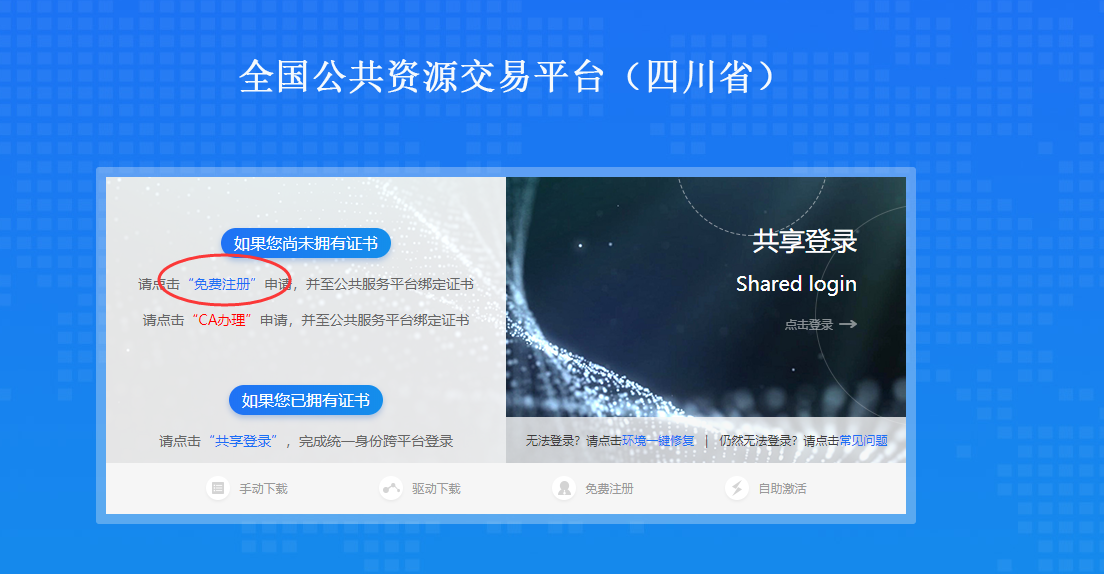 全国公共资源交易平台（四川省）
如果您尚未拥有证书
请点击“免费注册”申请，并至公共服务平台绑定证书
请点击“CA办理”申请，并至公共服务平台绑定证书
如果您已拥有证书
请点击“共享登录”，完成统一身份跨平台登录
共享登录
Shared login
点击登录
无法登录？请点击环境一键修复 | 仍然无法登录？请点击常见问题
手动下载 驱动下载 免费注册 自助激活